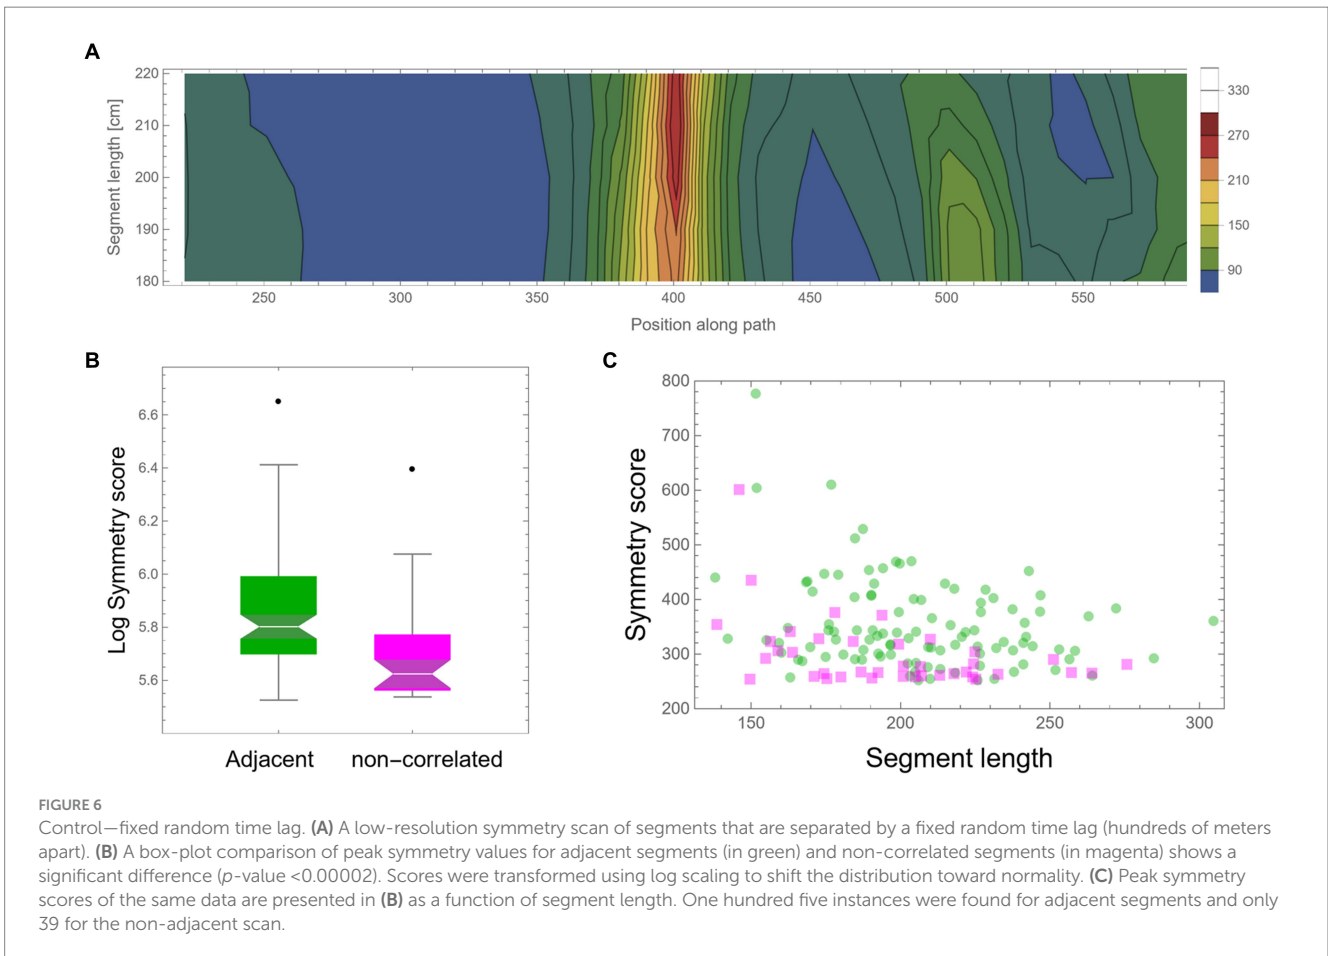 A
Segment length [cm]
220
210
200
190
180
250 300 350 400 450 500 550
Position along path
330
270
210
150
90
B
Log Symmetry score
6.6
6.4
6.2
6.0
5.8
5.6
Adjacent non–correlated
C
Symmetry score
800
700
600
500
400
300
200
150 200 250 300
Segment length
FIGURE 6
Control—fixed random time lag. (A) A low-resolution symmetry scan of segments that are separated by a fixed random time lag (hundreds of meters
apart). (B) A box-plot comparison of peak symmetry values for adjacent segments (in green) and non-correlated segments (in magenta) shows a
significant difference (p-value <0.00002). Scores were transformed using log scaling to shift the distribution toward normality. (C) Peak symmetry
scores of the same data are presented in (B) as a function of segment length. One hundred five instances were found for adjacent segments and only
39 for the non-adjacent scan.